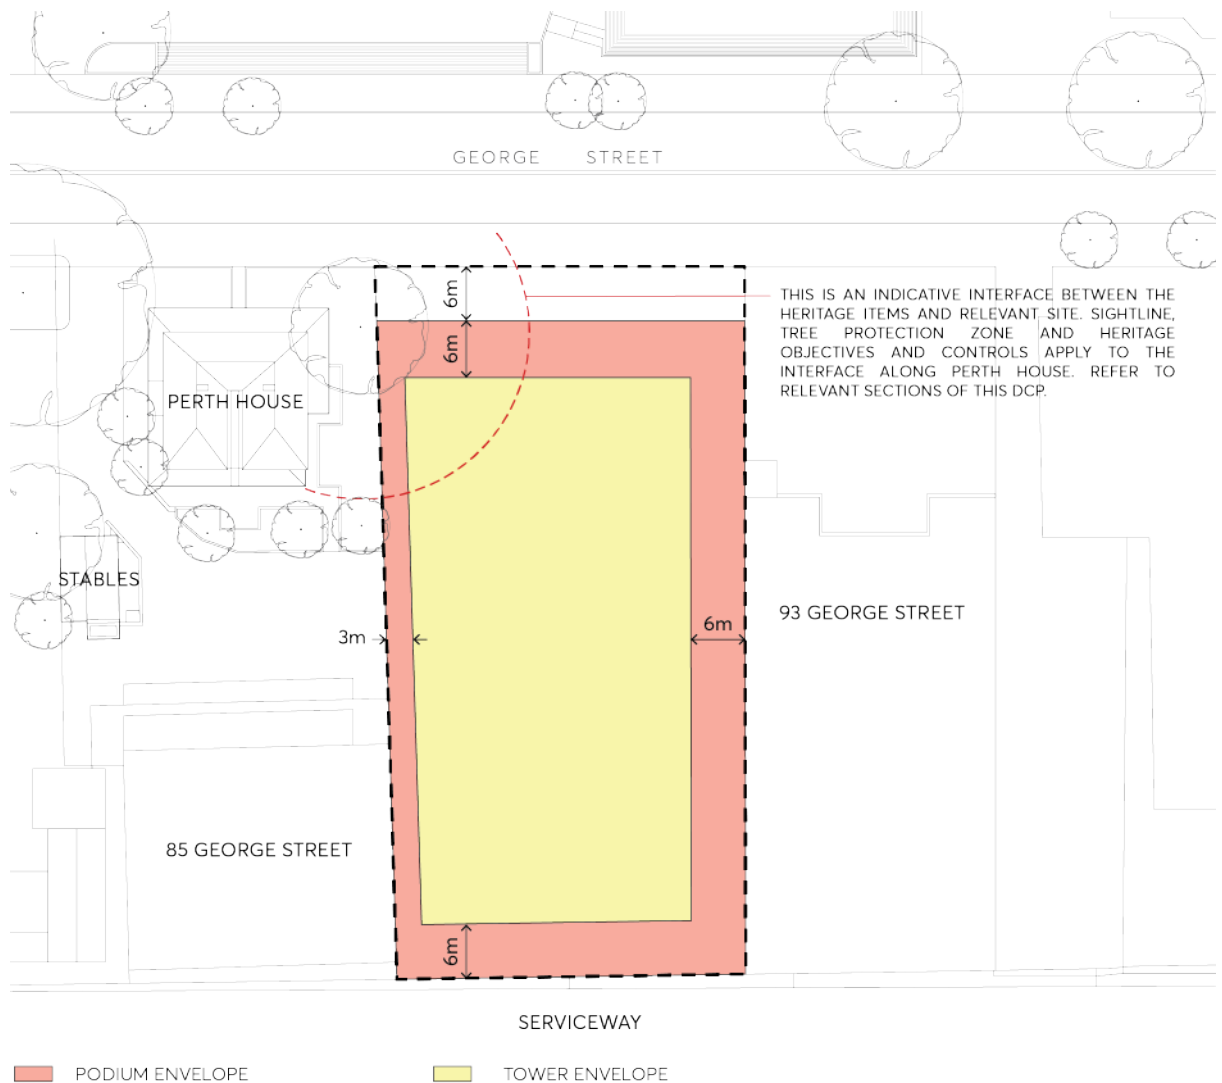 GEORGE STREET
6m
THIS IS AN INDICATIVE INTERFACE BETWEEN THE
HERITAGE ITEMS AND RELEVANT SITE. SIGHTLINE,
TREE PROTECTION ZONE AND HERITAGE
OBJECTIVES AND CONTROLS APPLY TO THE
INTERFACE ALONG PERTH HOUSE. REFER TO
RELEVANT SECTIONS OF THIS DCP.
6m
PERTH HOUSE
STABLES
93 GEORGE STREET
3m
6m
85 GEORGE STREET
6m
SERVICEWAY
PODIUM ENVELOPE
TOWER ENVELOPE